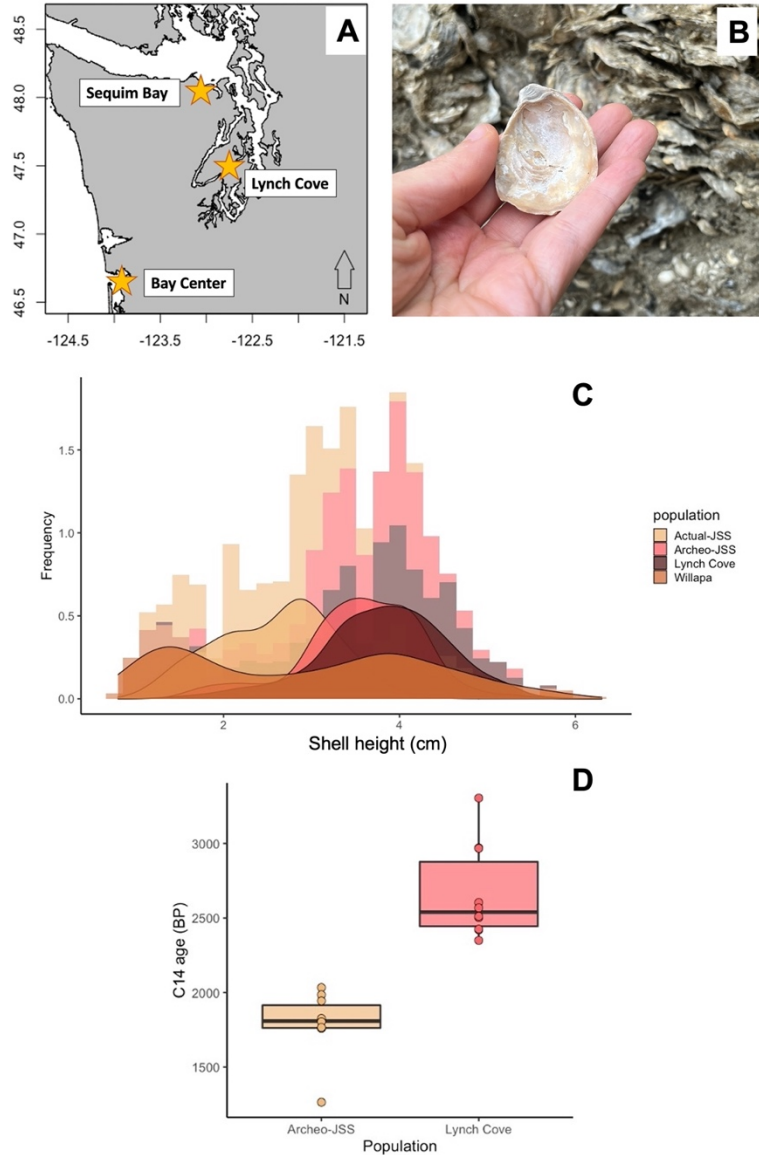 A
48.5
48.0
47.5
47.0
46.5
Sequim Bay
Lynch Cove
Bay Center
N
-124.5
-123.5
-122.5
-121.5
B
C
Frequency
1.5
1.0
0.5
0.0
2
4
6
Shell height (cm)
population
Actual-JSS
Archeo-JSS
Lynch Cove
Willapa
D
C14 age (BP)
3000
2500
2000
1500
Archeo-JSS
Lynch Cove
Population